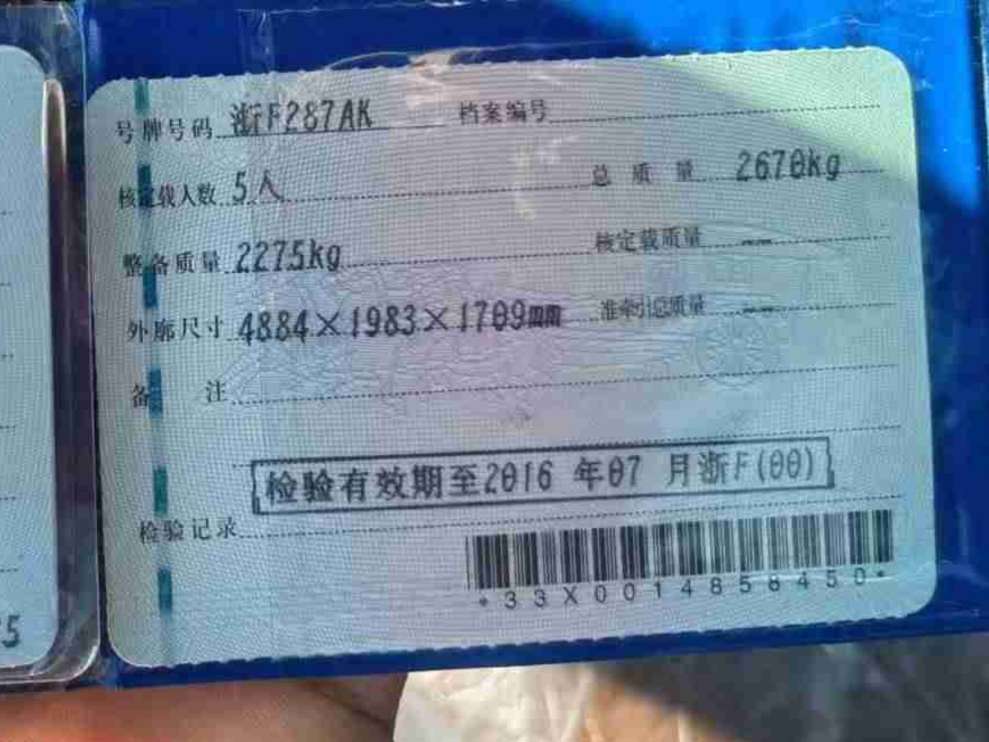 号牌号码 浙F287AK 档案编号
核定载人数 5人 总质量 2670kg
整备质量 2275kg 核定载质量 --
外廓尺寸 4884×1983×1709mm 准牵引总质量 --
备注
检验有效期至2016 年07 月浙F(00)
检验记录
*33X0014858450*
5